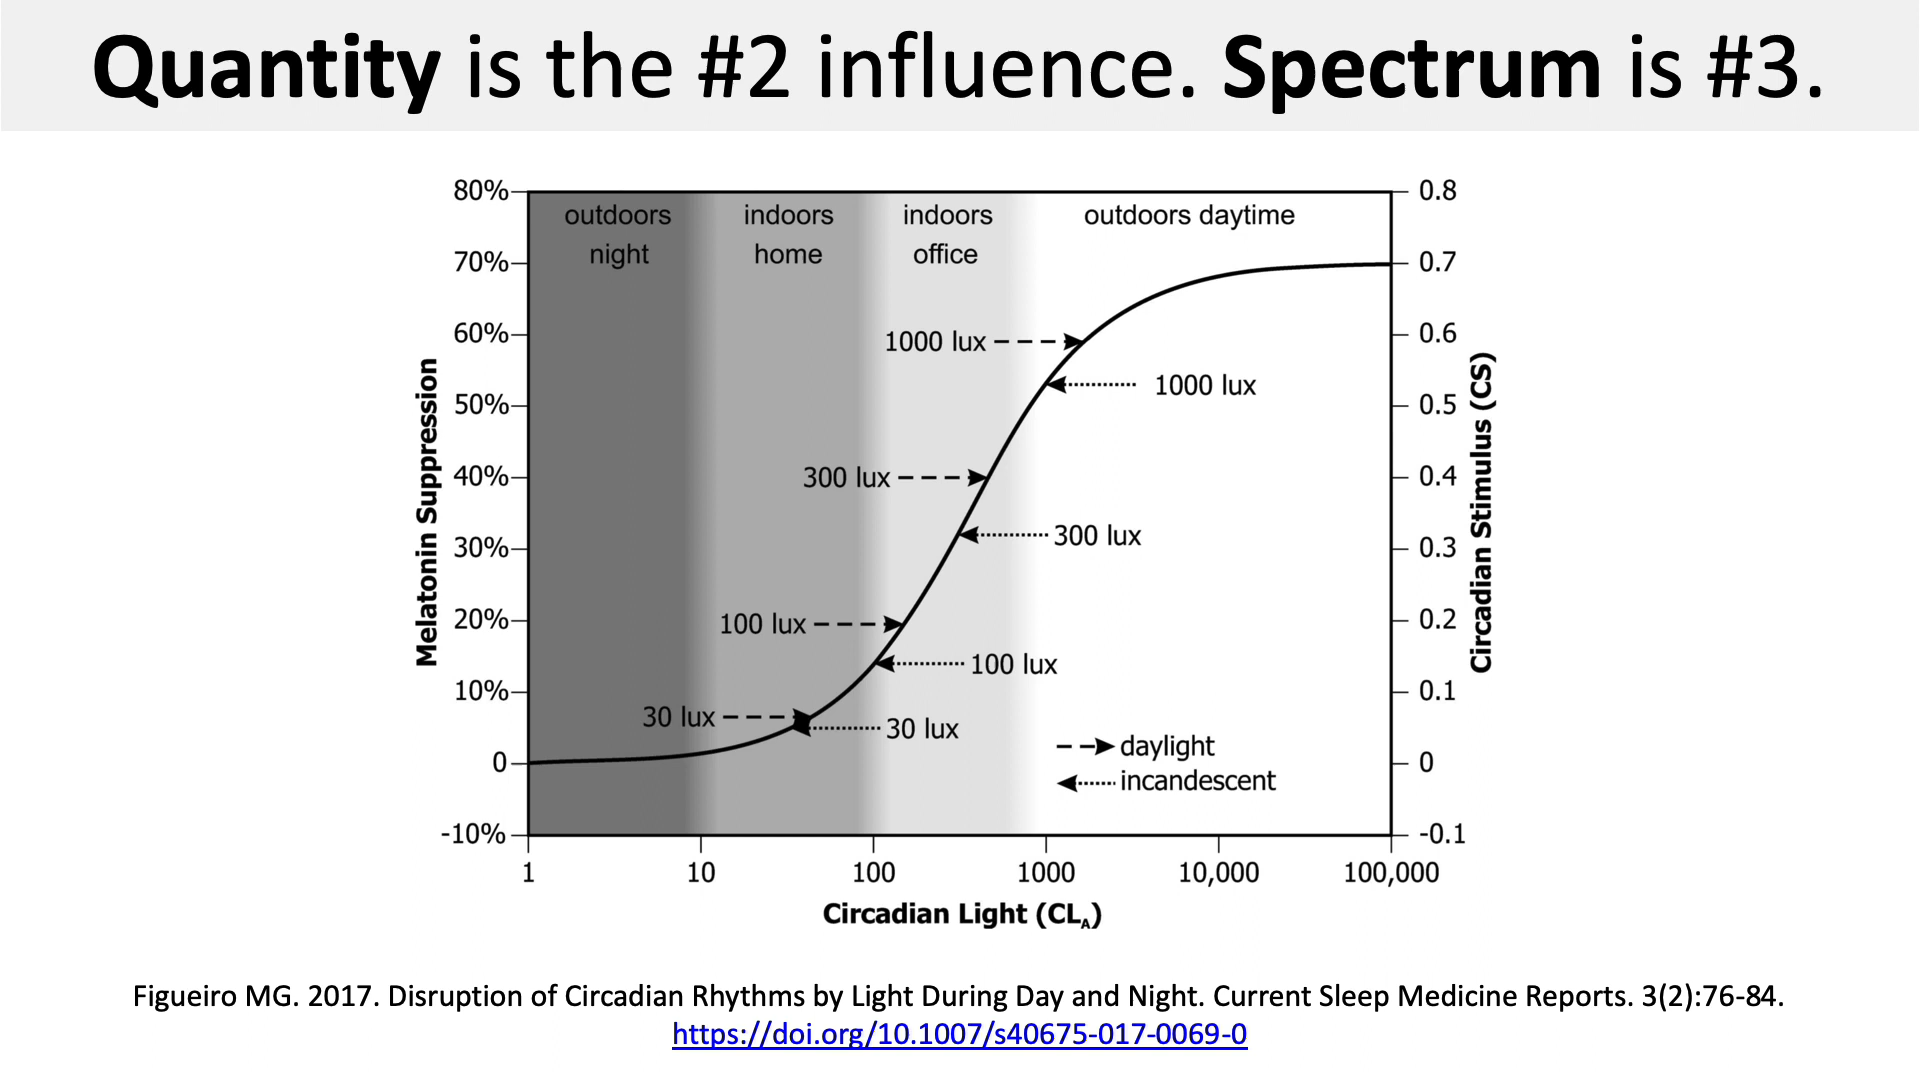 Quantity is the #2 influence. Spectrum is #3.
80%
70%
60%
50%
40%
30%
20%
10%
0
-10%
Melatonin Suppression
outdoors
night
indoors
home
indoors
office
outdoors daytime
1000 lux
1000 lux
300 lux
300 lux
100 lux
100 lux
30 lux
30 lux
daylight
incandescent
0.8
0.7
0.6
0.5
0.4
0.3
0.2
0.1
0
-0.1
Circadian Stimulus (CS)
1
10
100
1000
10,000
100,000
Circadian Light (CLA)
Figueiro MG. 2017. Disruption of Circadian Rhythms by Light During Day and Night. Current Sleep Medicine Reports. 3(2):76-84.
https://doi.org/10.1007/s40675-017-0069-0